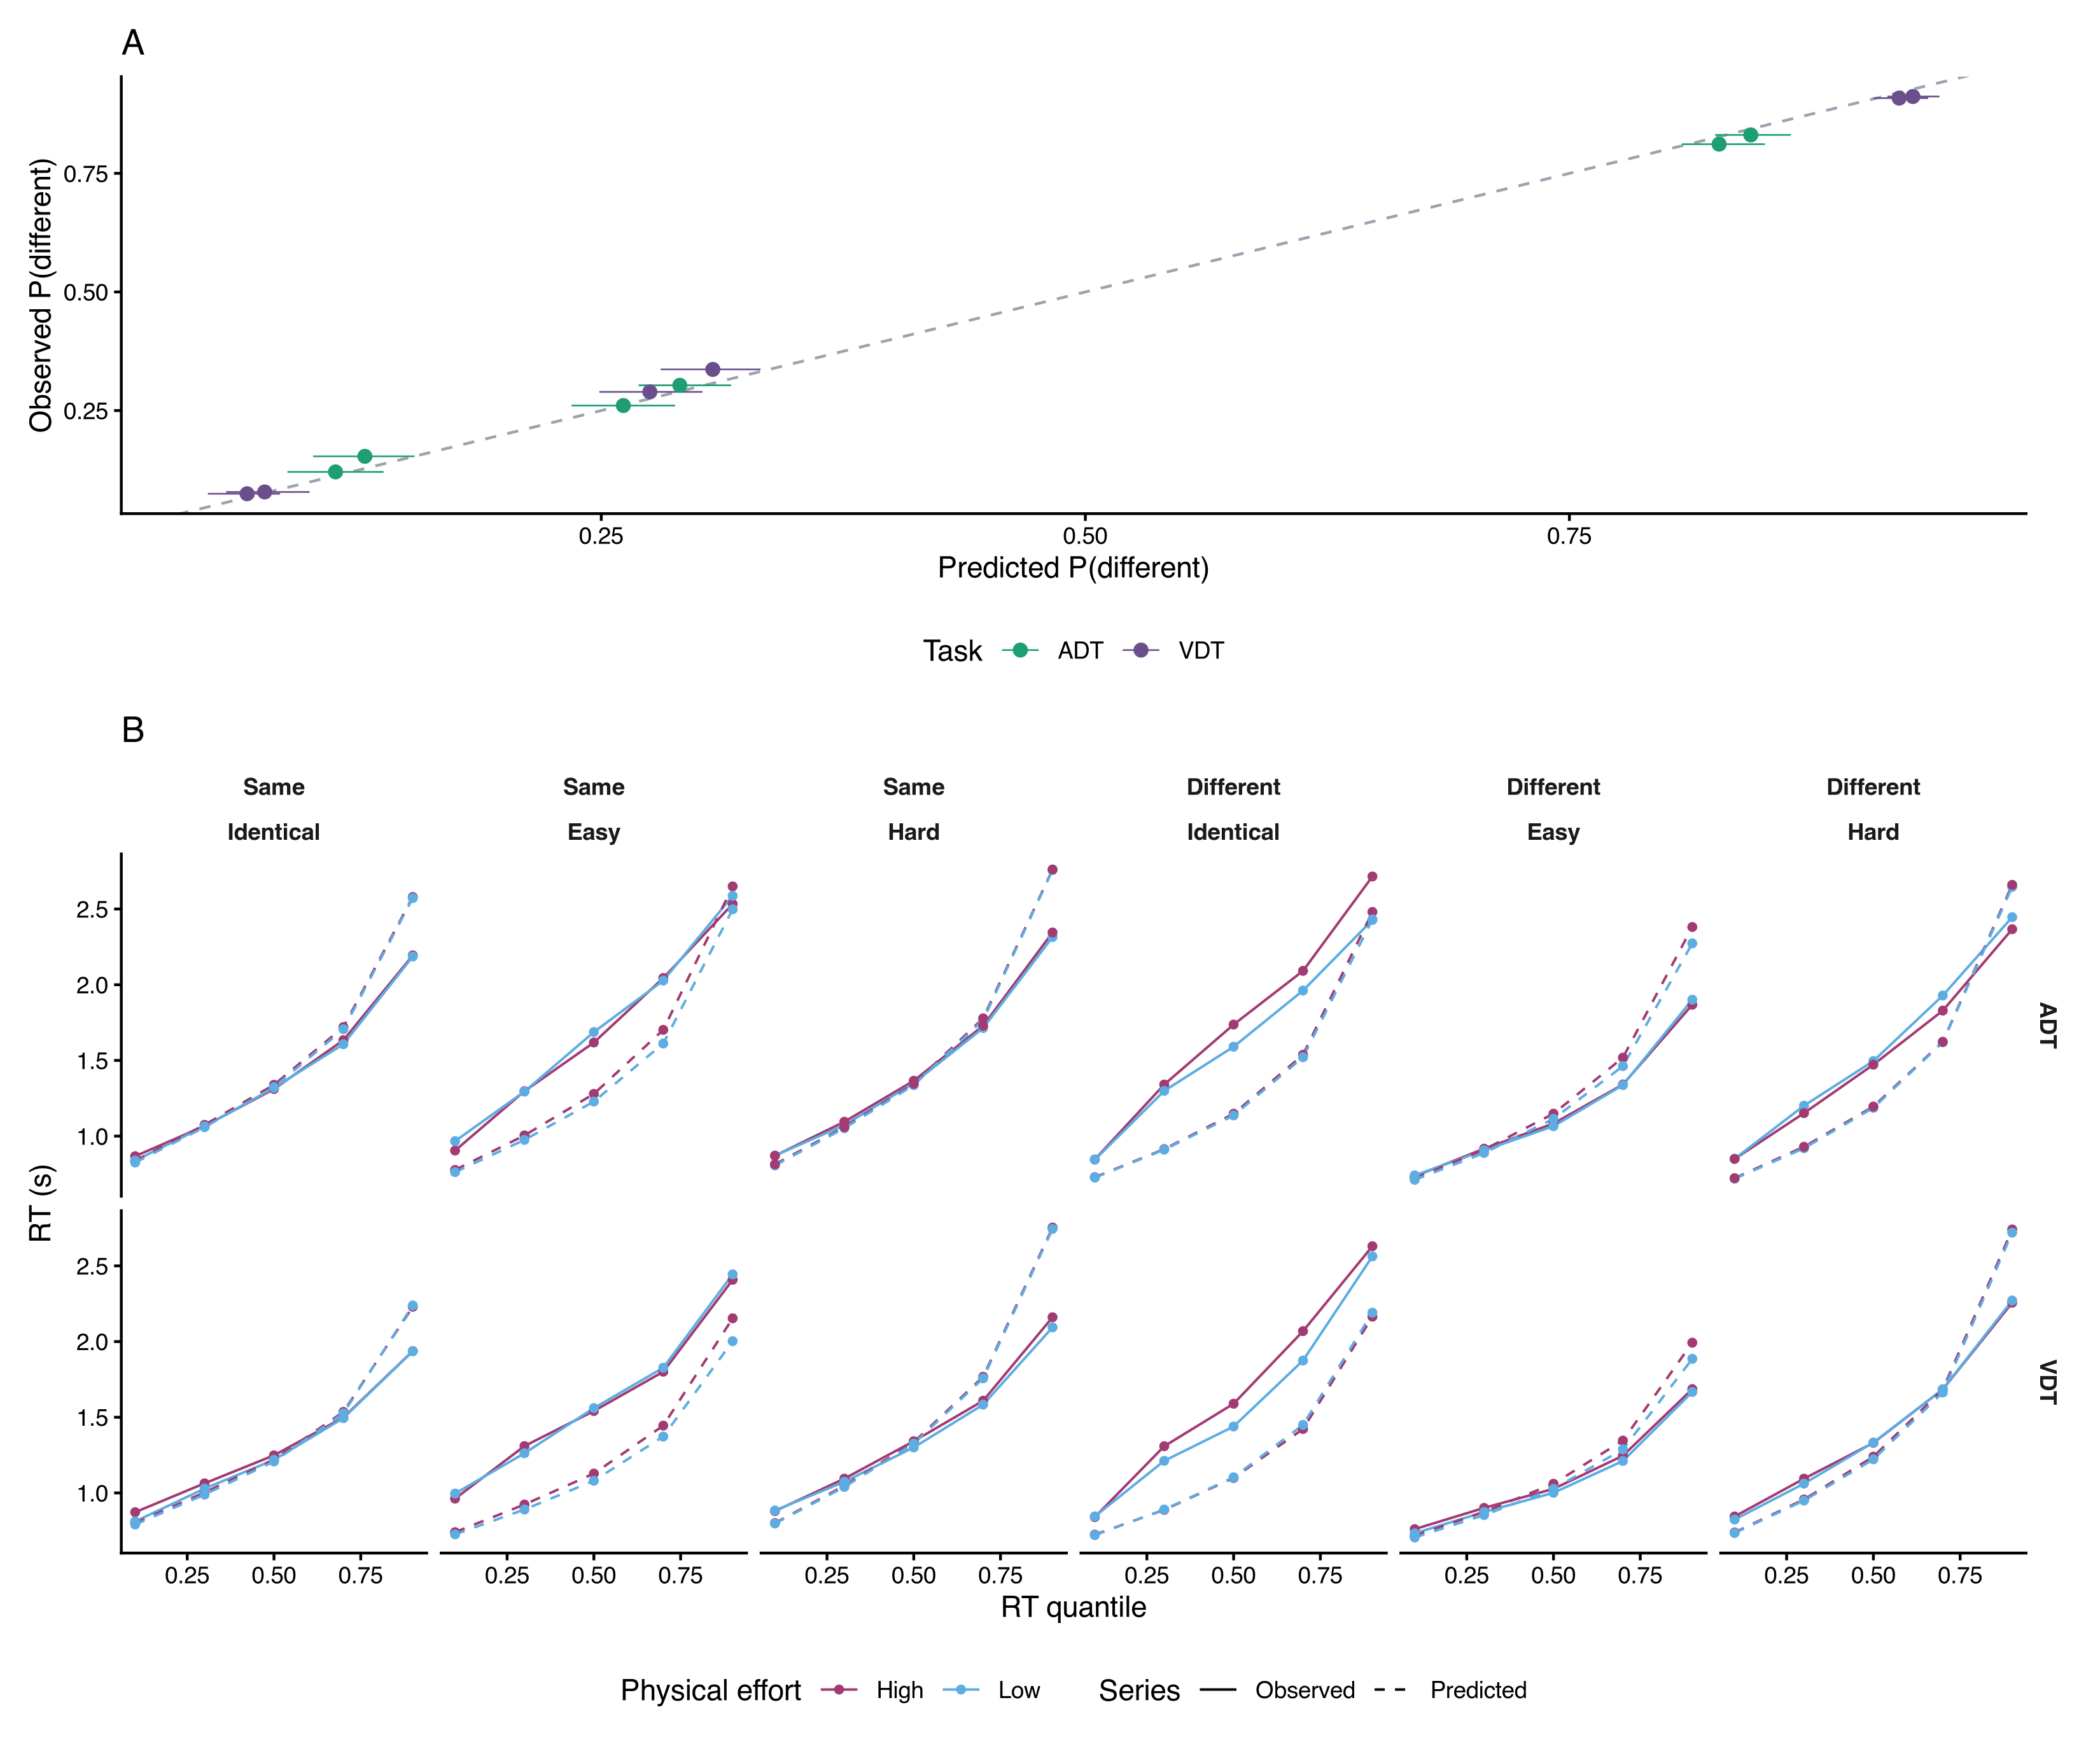 A
Observed P(different)
0.75
0.50
0.25
0.25 0.50 0.75
Predicted P(different)
Task ADT VDT
B
Same Same Same Different Different Different
Identical Easy Hard Identical Easy Hard
RT (s)
2.5
2.0
1.5
1.0
ADT
2.5
2.0
1.5
1.0
VDT
0.25 0.50 0.75 0.25 0.50 0.75 0.25 0.50 0.75 0.25 0.50 0.75 0.25 0.50 0.75 0.25 0.50 0.75
RT quantile
Physical effort High Low Series Observed Predicted